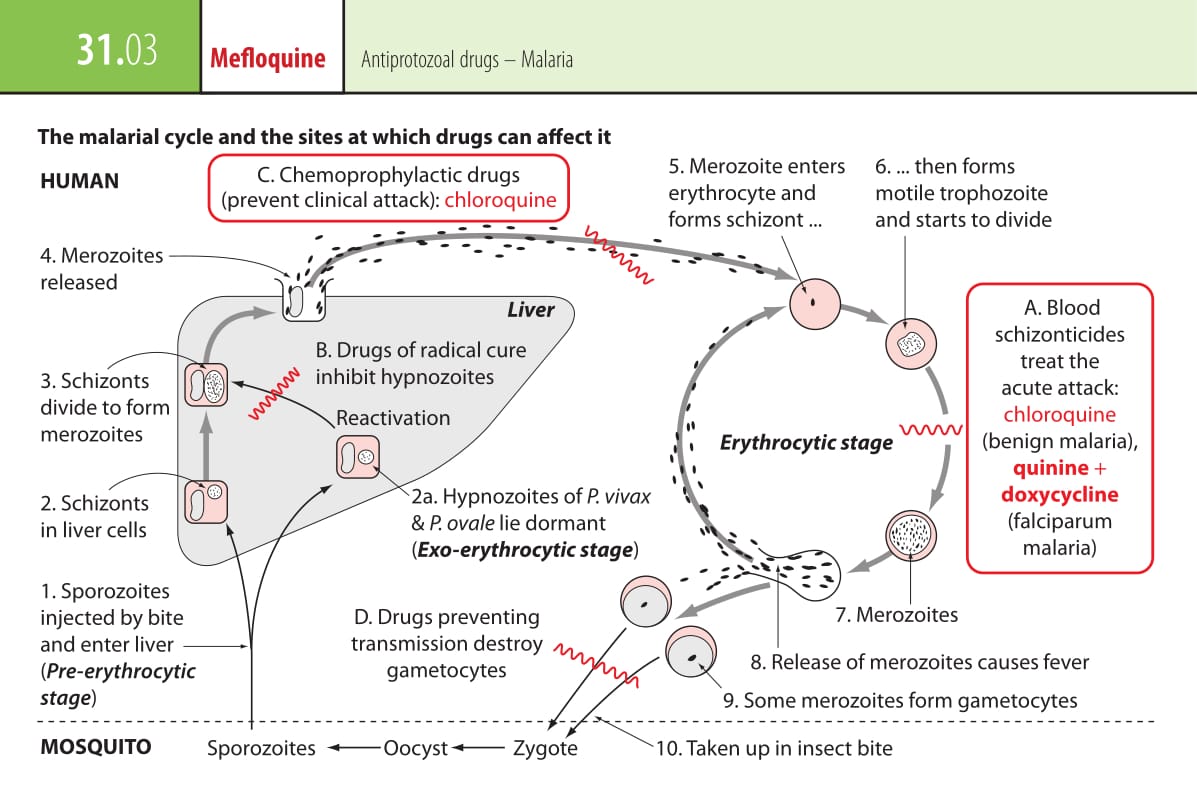 31.03
Mefloquine
Antiprotozoal drugs – Malaria
The malarial cycle and the sites at which drugs can affect it
HUMAN
C. Chemoprophylactic drugs
(prevent clinical attack): chloroquine
5. Merozoite enters
erythrocyte and
forms schizont ...
6. ... then forms
motile trophozoite
and starts to divide
4. Merozoites
released
Liver
B. Drugs of radical cure
inhibit hypnozoites
Reactivation
3. Schizonts
divide to form
merozoites
2. Schizonts
in liver cells
2a. Hypnozoites of P. vivax
& P. ovale lie dormant
(Exo-erythrocytic stage)
Erythrocytic stage
A. Blood
schizonticides
treat the
acute attack:
chloroquine
(benign malaria),
quinine +
doxycycline
(falciparum
malaria)
1. Sporozoites
injected by bite
and enter liver
(Pre-erythrocytic
stage)
D. Drugs preventing
transmission destroy
gametocytes
7. Merozoites
8. Release of merozoites causes fever
9. Some merozoites form gametocytes
MOSQUITO
Sporozoites
Oocyst
Zygote
10. Taken up in insect bite